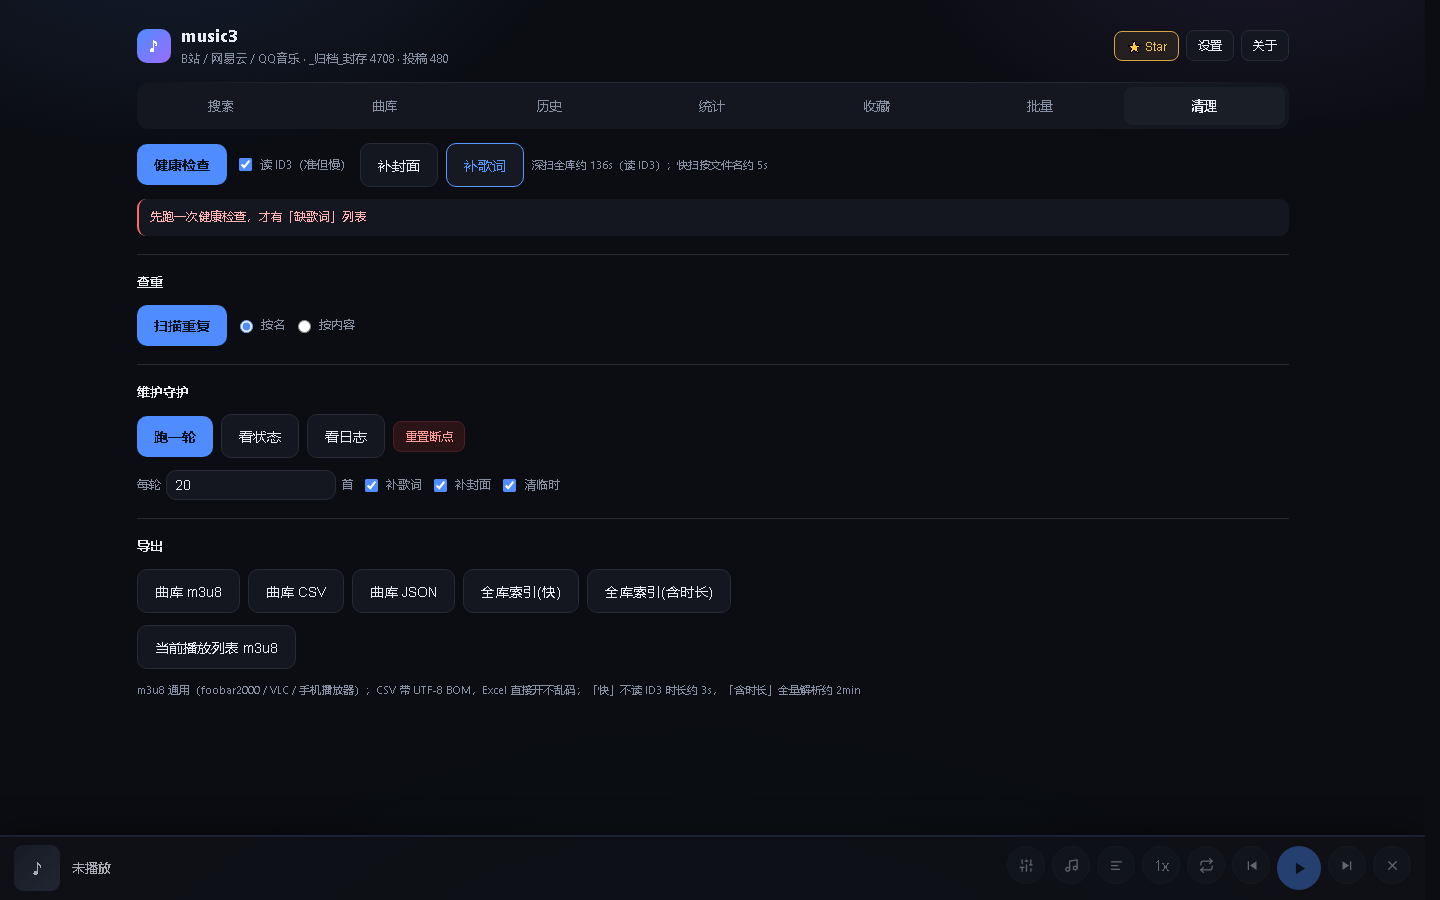 music3
B站 / 网易云 / QQ音乐 · _归档_封存 4708 · 投稿 480
★ Star
设置
关于
搜索
曲库
历史
统计
收藏
批量
清理
健康检查
读 ID3（准但慢）
补封面
补歌词
深扫全库约 136s（读 ID3）；快扫按文件名约 5s
先跑一次健康检查，才有「缺歌词」列表
查重
扫描重复
按名
按内容
维护守护
跑一轮
看状态
看日志
重置断点
每轮
20
首
补歌词
补封面
清临时
导出
曲库 m3u8
曲库 CSV
曲库 JSON
全库索引(快)
全库索引(含时长)
当前播放列表 m3u8
m3u8 通用（foobar2000 / VLC / 手机播放器）；CSV 带 UTF-8 BOM，Excel 直接开不乱码；「快」不读 ID3 时长约 3s，「含时长」全量解析约 2min
未播放
1x